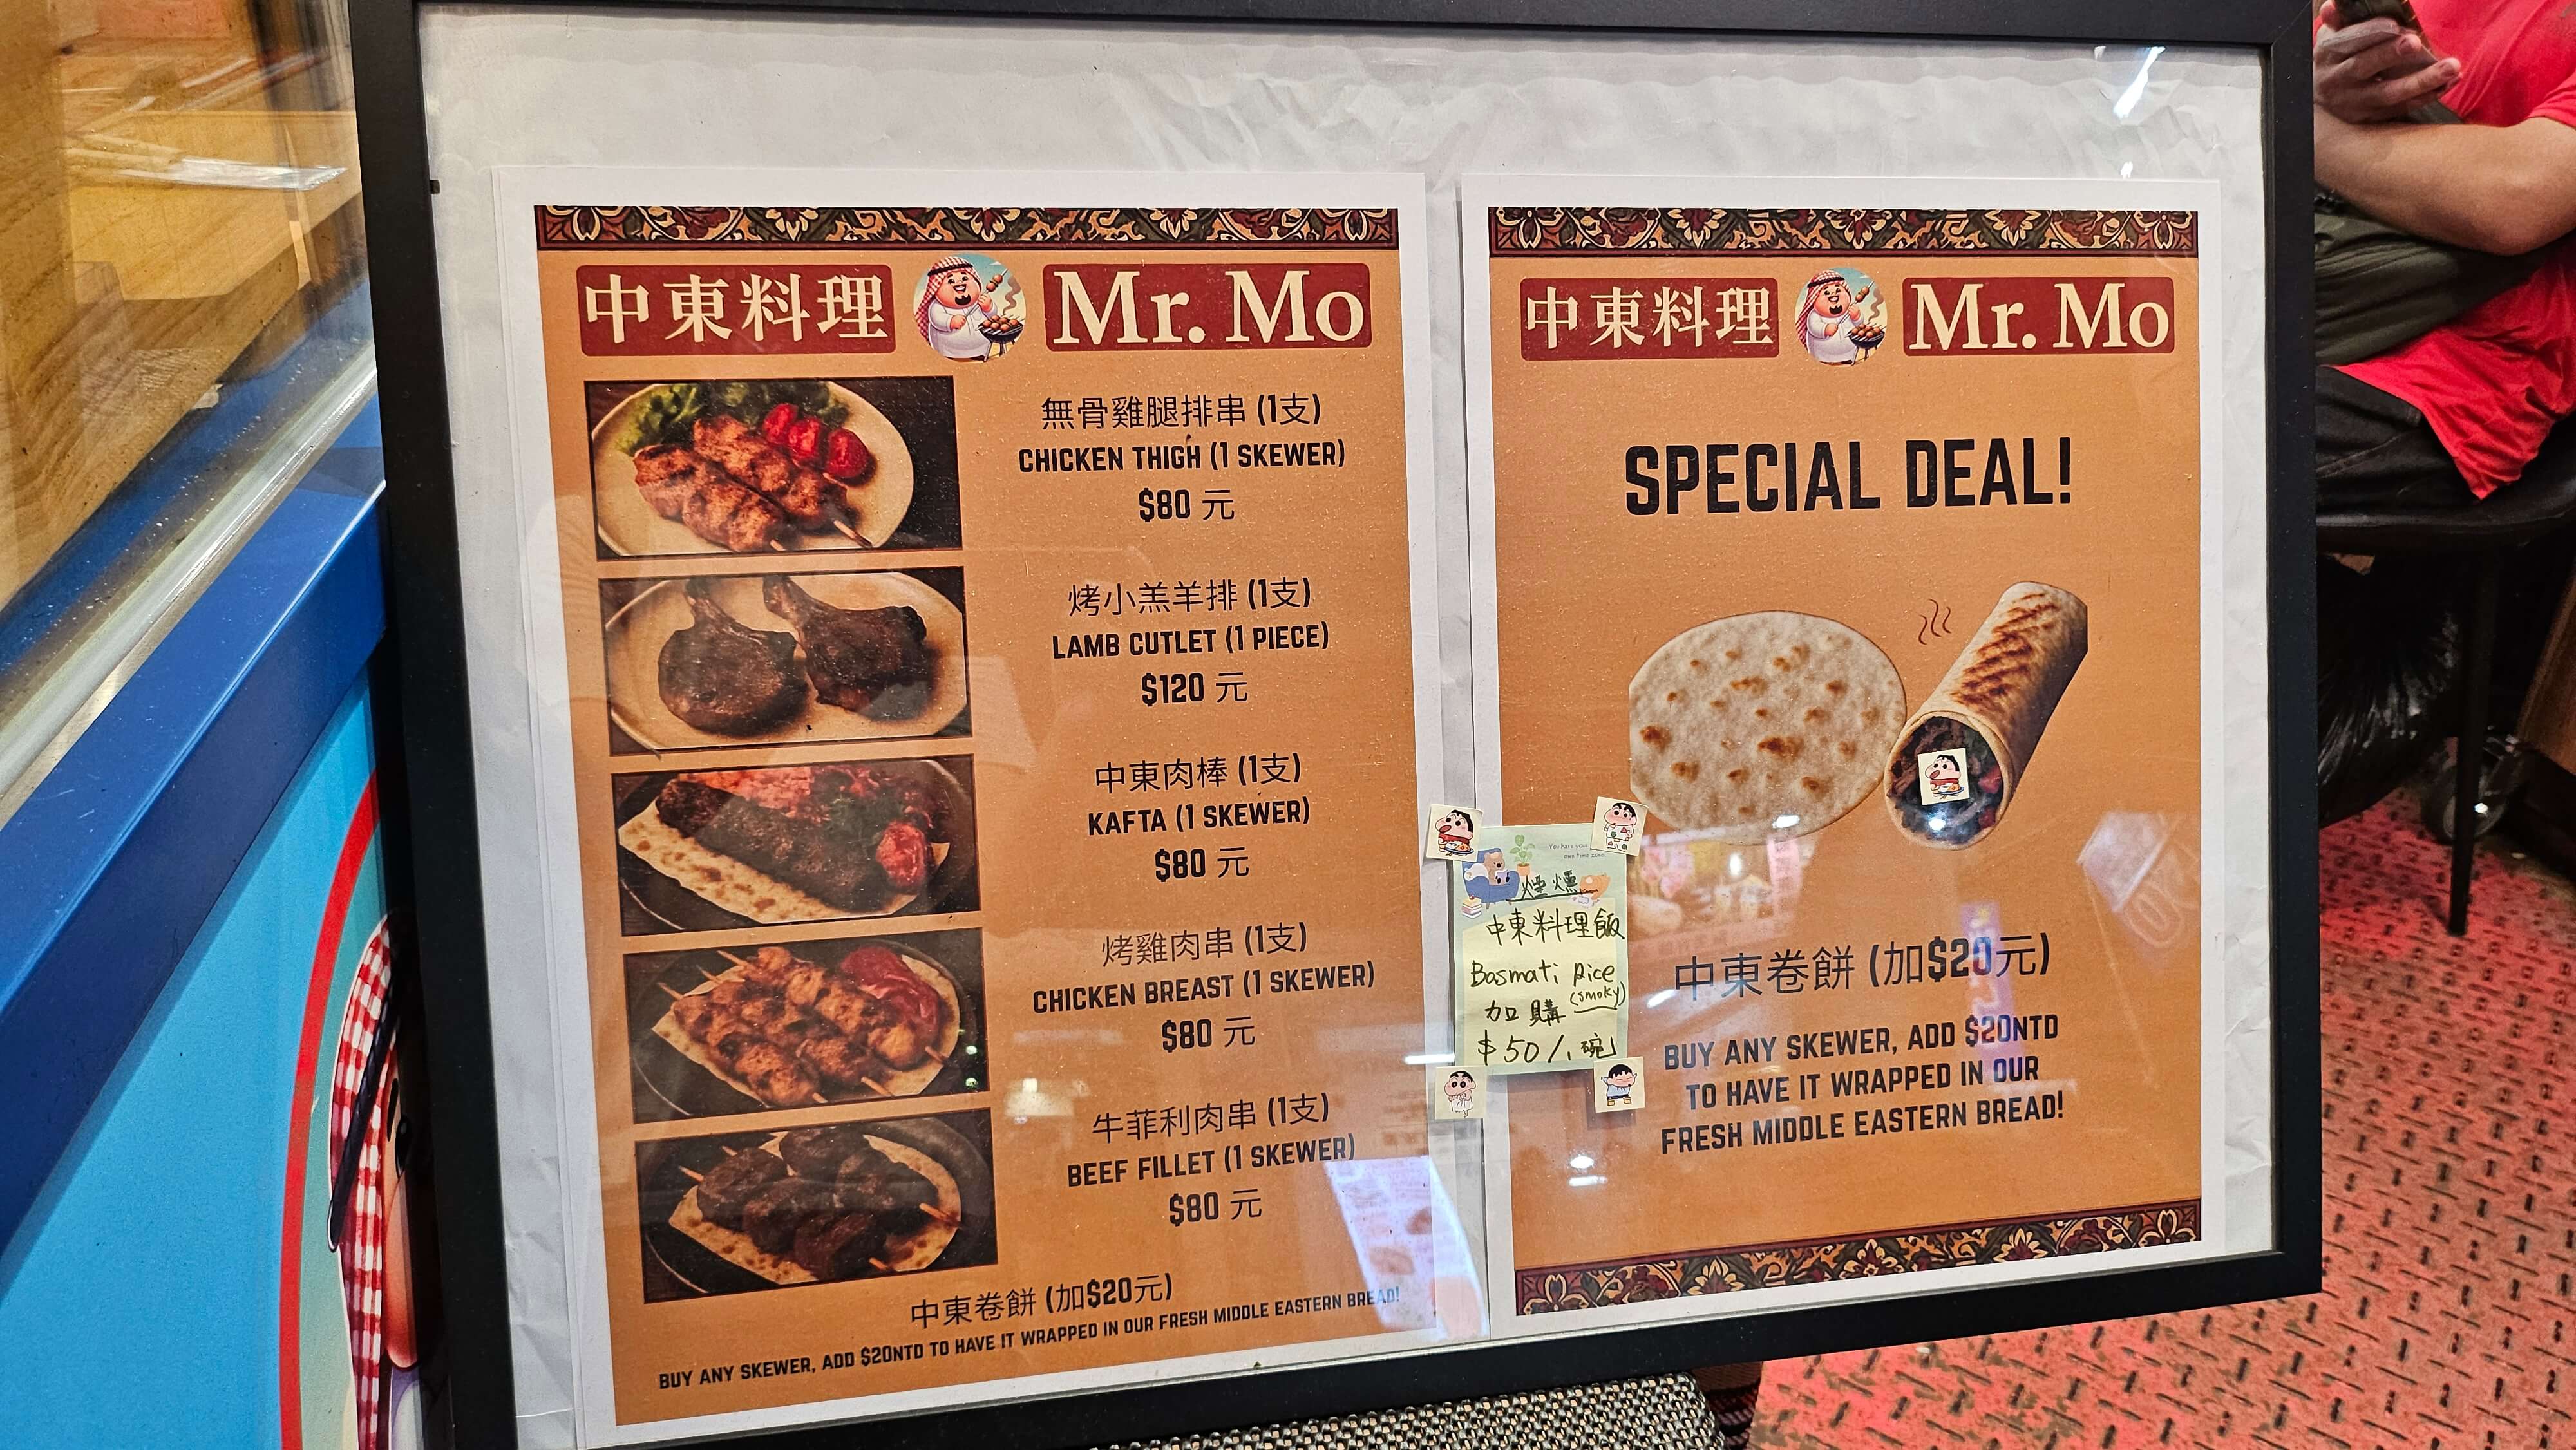 中東料理 Mr. Mo
無骨雞腿排串 (1支)
CHICKEN THIGH (1 SKEWER)
$80 元
烤小羔羊排 (1支)
LAMB CUTLET (1 PIECE)
$120 元
中東肉棒 (1支)
KAFTA (1 SKEWER)
$80 元
烤雞肉串 (1支)
CHICKEN BREAST (1 SKEWER)
$80 元
牛菲利肉串 (1支)
BEEF FILLET (1 SKEWER)
$80 元
中東卷餅 (加$20元)
BUY ANY SKEWER, ADD $20NTD TO HAVE IT WRAPPED IN OUR FRESH MIDDLE EASTERN BREAD!
You have your
own time zone.
煙燻
中東料理飯
Basmati Rice
(smoky)
加購
$50/1碗
中東料理 Mr. Mo
SPECIAL DEAL!
中東卷餅 (加$20元)
BUY ANY SKEWER, ADD $20NTD
TO HAVE IT WRAPPED IN OUR
FRESH MIDDLE EASTERN BREAD!